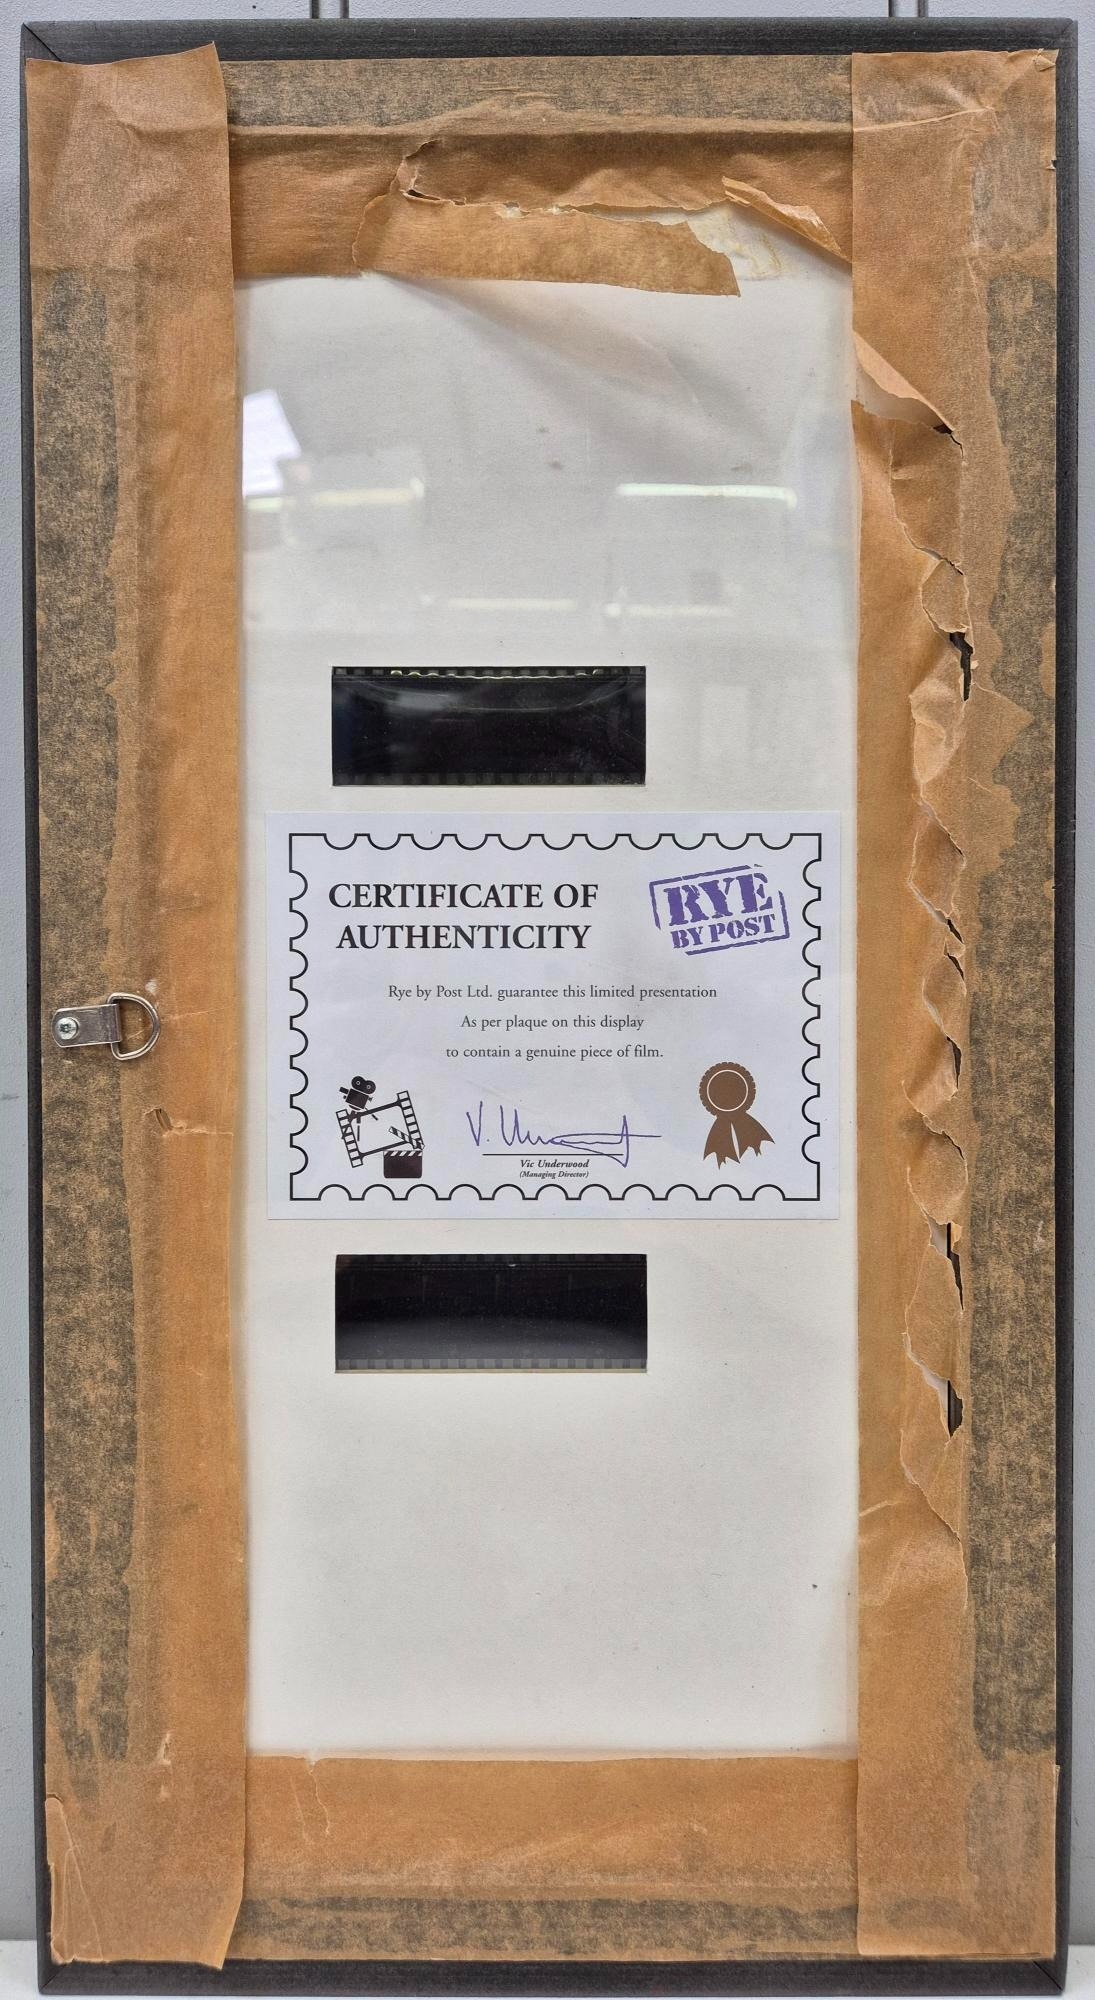 CERTIFICATE OF
AUTHENTICITY
RYE
BY POST
Rye by Post Ltd. guarantee this limited presentation
As per plaque on this display
to contain a genuine piece of film.
V. Underwood
Vic Underwood
(Managing Director)